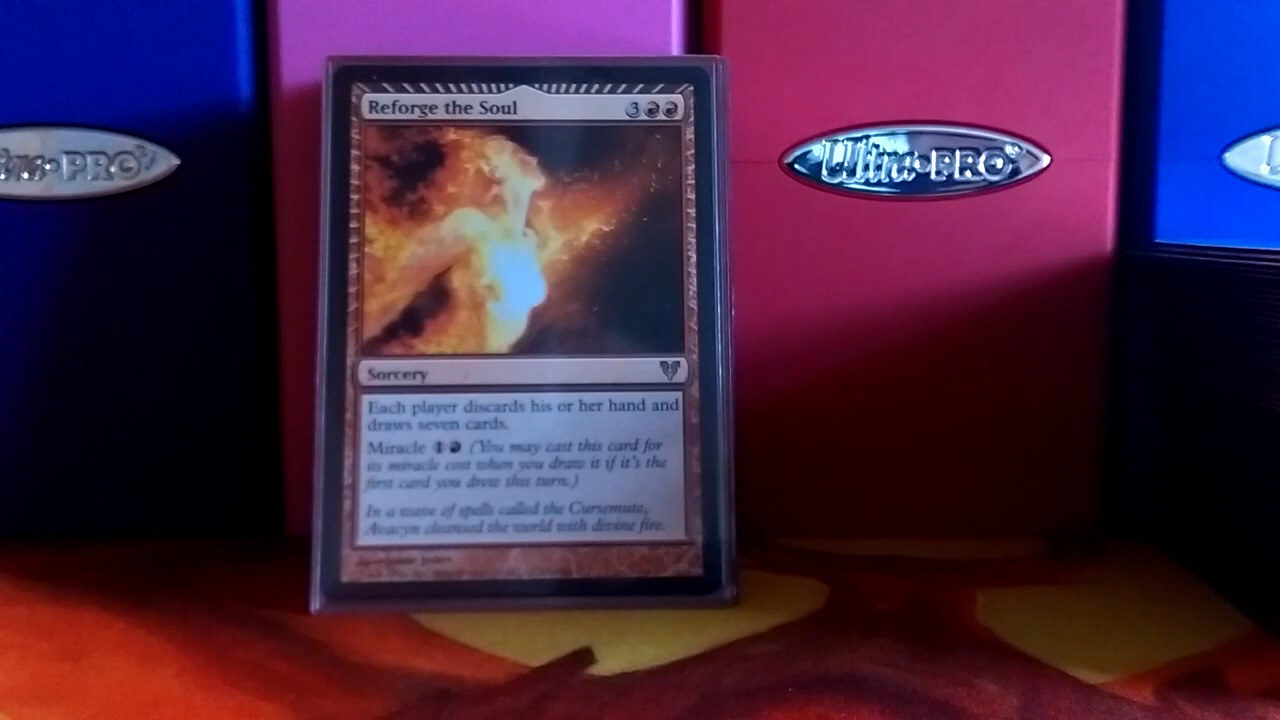 Reforge the Soul 3
Ultra•PRO
PRO
Sorcery
Each player discards his or her hand and
draws seven cards.
Miracle 1 (You may cast this card for
its miracle cost when you draw it if it's the
first card you drew this turn.)
In a wave of spells called the Cursemute,
Avacyn cleansed the world with divine fire.